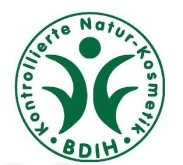 Kontrollierte Natur-Kosmetik
• BDIH •